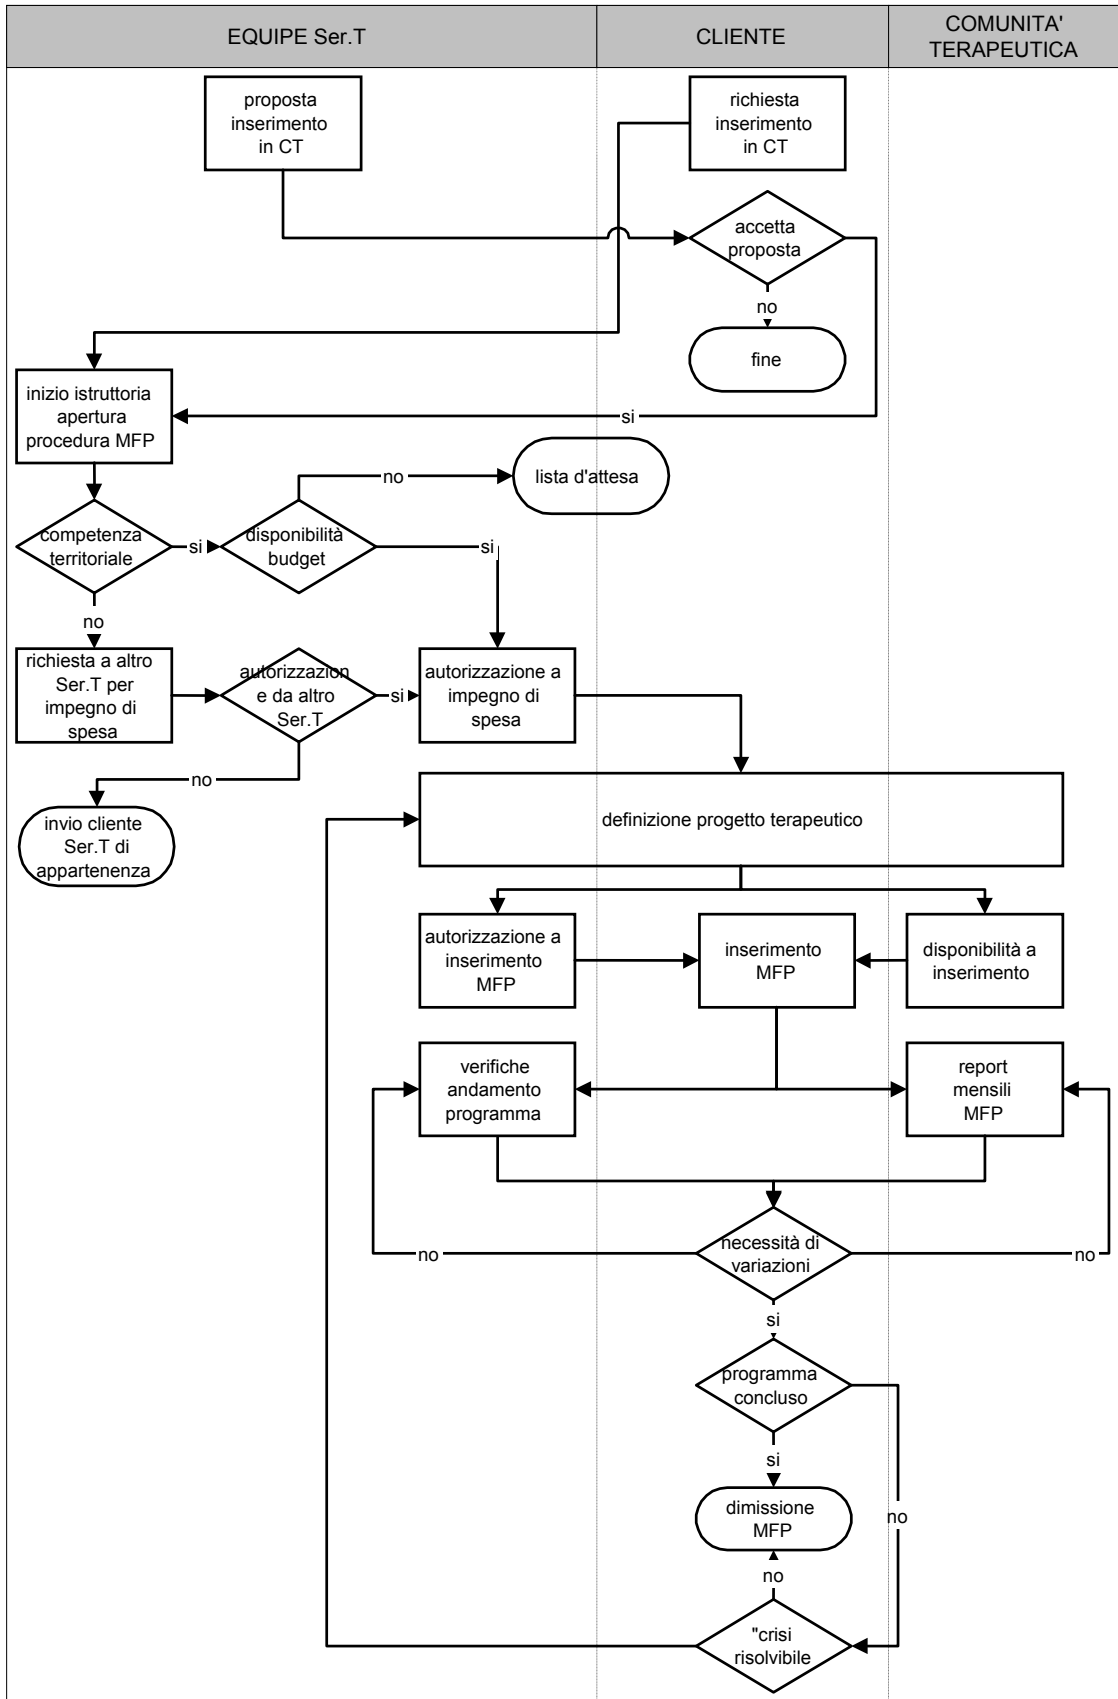 EQUIPE Ser.T
CLIENTE
COMUNITA'
TERAPEUTICA
proposta
inserimento
in CT
richiesta
inserimento
in CT
accetta
proposta
no
fine
inizio istruttoria
apertura
procedura MFP
si
no
lista d'attesa
competenza
territoriale
si
disponibilità
budget
si
no
richiesta a altro
Ser.T per
impegno di
spesa
autorizzazion
e da altro
Ser.T
si
autorizzazione a
impegno di
spesa
no
invio cliente
Ser.T di
appartenenza
definizione progetto terapeutico
autorizzazione a
inserimento
MFP
inserimento
MFP
disponibilità a
inserimento
verifiche
andamento
programma
report
mensili
MFP
no
necessità di
variazioni
no
si
programma
concluso
si
dimissione
MFP
no
no
"crisi
risolvibile